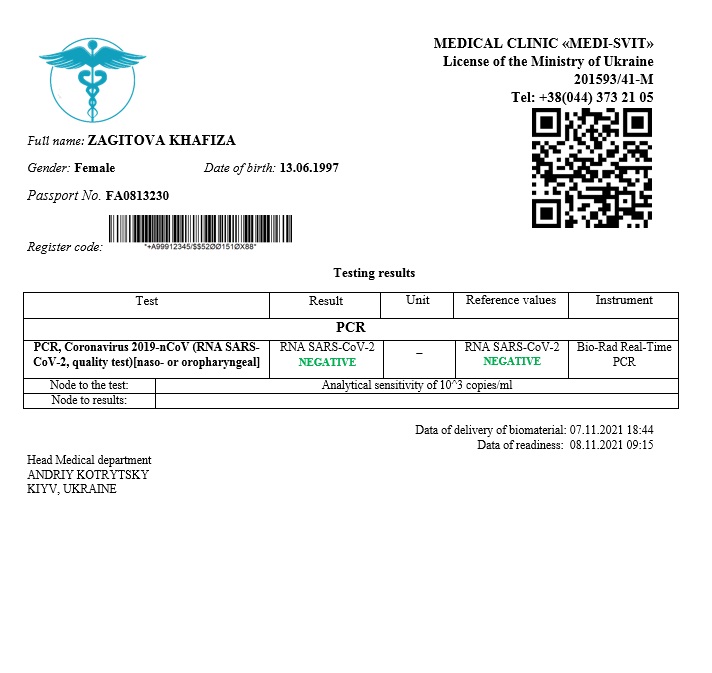 MEDICAL CLINIC «MEDI-SVIT»
License of the Ministry of Ukraine
201593/41-M
Tel: +38(044) 373 21 05
Full name: ZAGITOVA KHAFIZA
Gender: Female Date of birth: 13.06.1997
Passport No. FA0813230
Register code:
*+A99912345/$$52ØØ151ØX88*
Testing results
Test Result Unit Reference values Instrument
PCR
PCR, Coronavirus 2019-nCoV (RNA SARS- RNA SARS-CoV-2 – RNA SARS-CoV-2 Bio-Rad Real-Time
CoV-2, quality test)[naso- or oropharyngeal] NEGATIVE NEGATIVE PCR
Node to the test: Analytical sensitivity of 10^3 copies/ml
Node to results:
Data of delivery of biomaterial: 07.11.2021 18:44
Data of readiness: 08.11.2021 09:15
Head Medical department
ANDRIY KOTRYTSKY
KIYV, UKRAINE